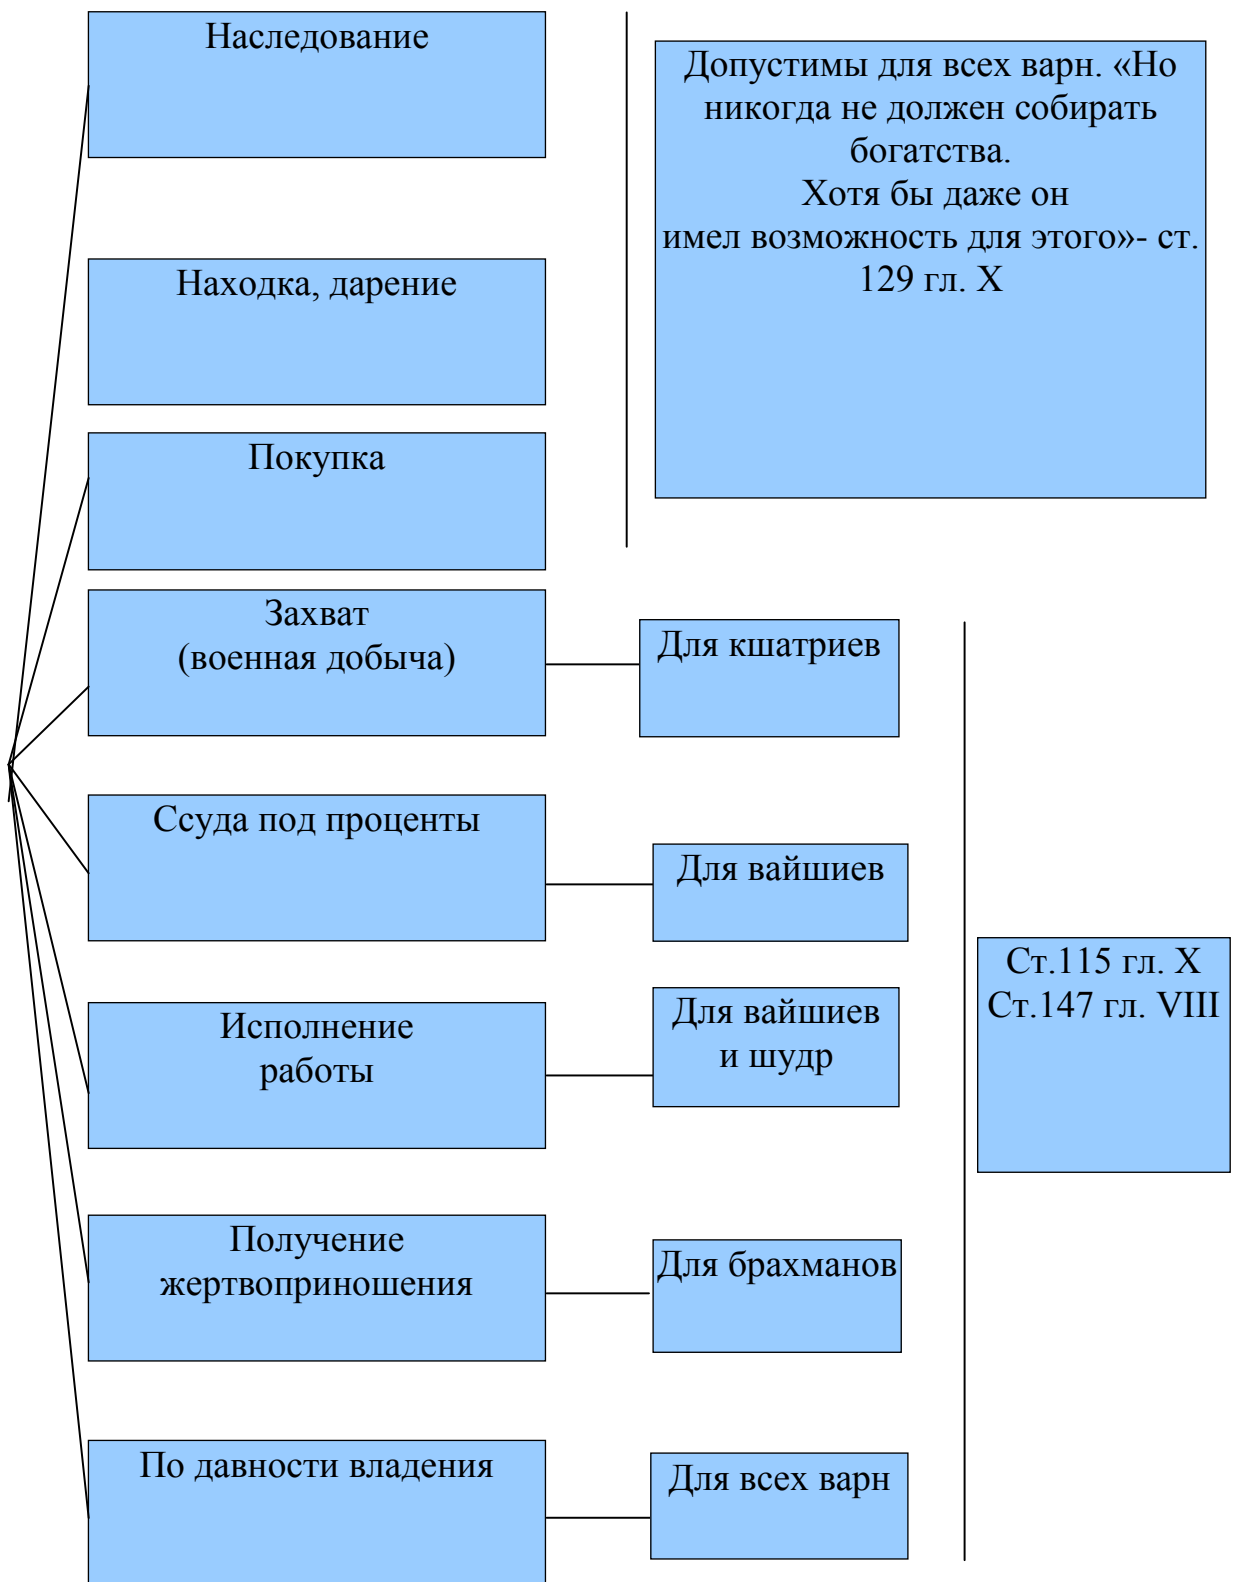 Наследование
Допустимы для всех варн. «Но
никогда не должен собирать
богатства.
Хотя бы даже он
имел возможность для этого»- ст.
129 гл. X
Находка, дарение
Покупка
Захват
(военная добыча)
Для кшатриев
Ссуда под проценты
Для вайшиев
Исполнение
работы
Для вайшиев
и шудр
Ст.115 гл. X
Ст.147 гл. VIII
Получение
жертвоприношения
Для брахманов
По давности владения
Для всех варн